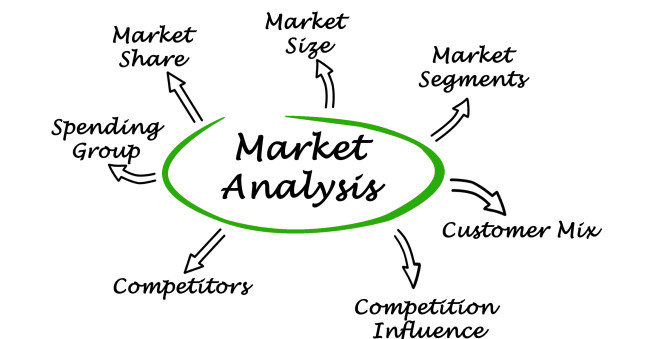 Market
Size
Market
Share
Market
Segments
Spending
Group
Market
Analysis
Customer Mix
Competitors
Competition
Influence